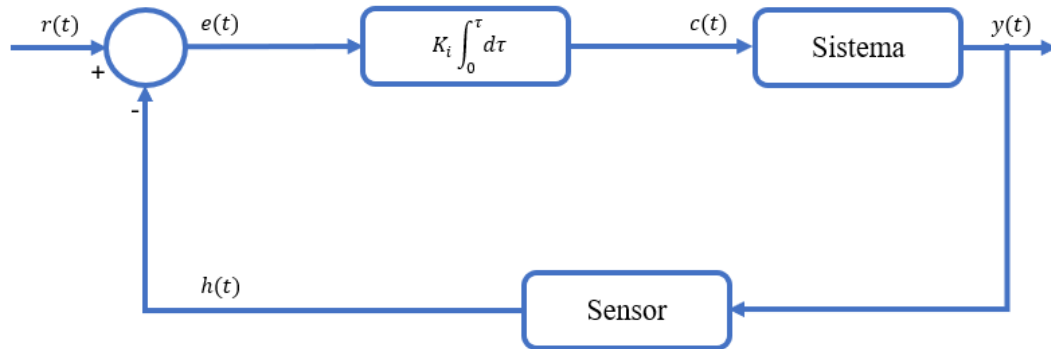 r(t) e(t) c(t) y(t)
+
-
K_i ∫_0^τ dτ
Sistema
h(t)
Sensor